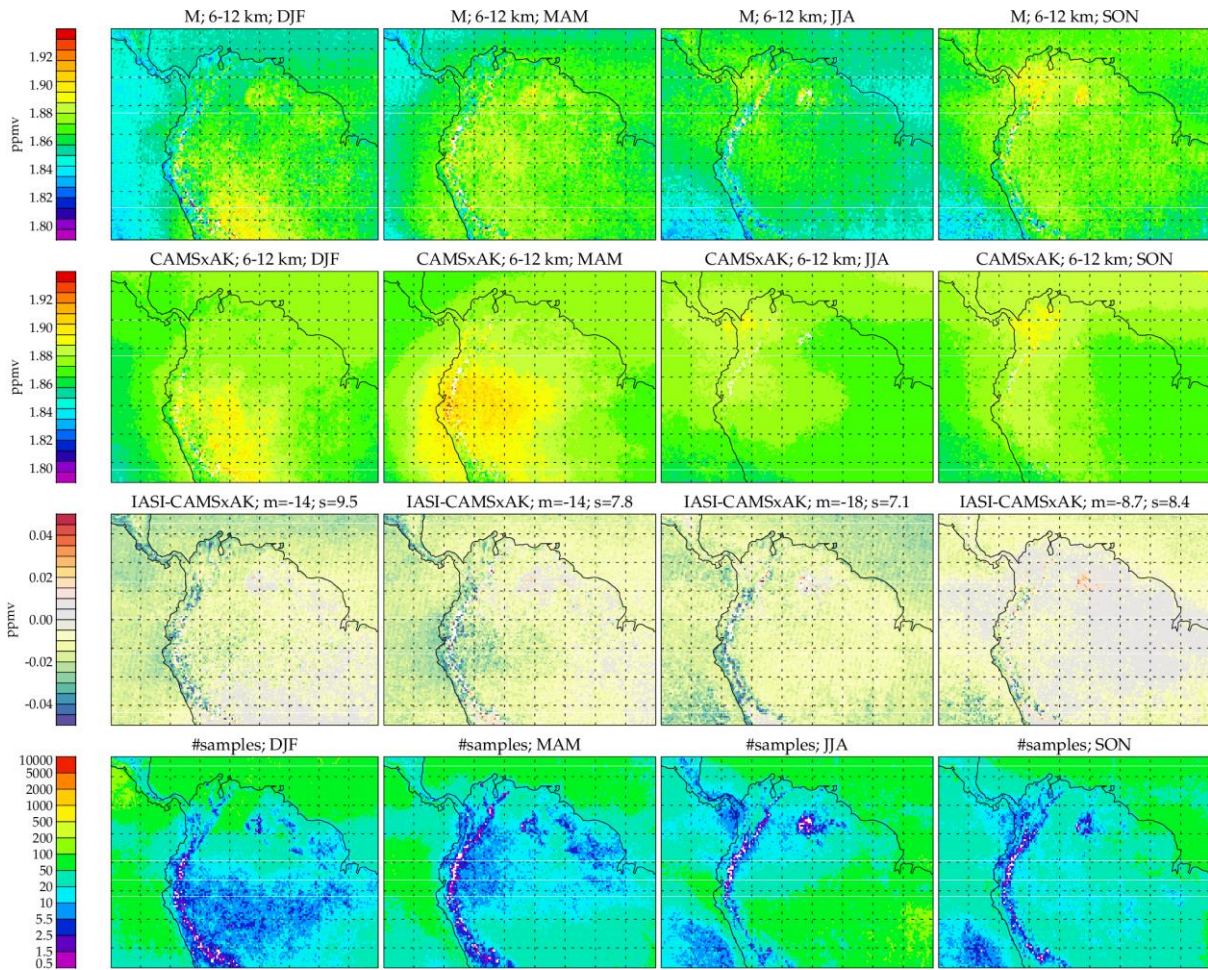 M; 6-12 km; DJF
M; 6-12 km; MAM
M; 6-12 km; JJA
M; 6-12 km; SON
ppmv
1.92
1.90
1.88
1.86
1.84
1.82
1.80
CAMSxAK; 6-12 km; DJF
CAMSxAK; 6-12 km; MAM
CAMSxAK; 6-12 km; JJA
CAMSxAK; 6-12 km; SON
ppmv
1.92
1.90
1.88
1.86
1.84
1.82
1.80
IASI-CAMSxAK; m=-14; s=9.5
IASI-CAMSxAK; m=-14; s=7.8
IASI-CAMSxAK; m=-18; s=7.1
IASI-CAMSxAK; m=-8.7; s=8.4
ppmv
0.04
0.02
0.00
-0.02
-0.04
#samples; DJF
#samples; MAM
#samples; JJA
#samples; SON
10000
5000
2000
1000
500
200
100
50
20
10
5.5
2.5
1.5
0.5